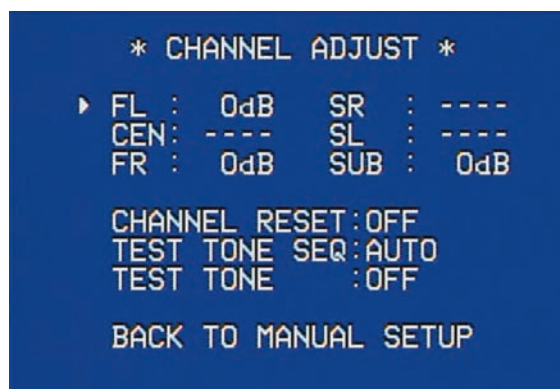 * CHANNEL ADJUST *
FL : 0dB SR : ----
CEN: ---- SL : ----
FR : 0dB SUB : 0dB
CHANNEL RESET:OFF
TEST TONE SEQ:AUTO
TEST TONE :OFF
BACK TO MANUAL SETUP